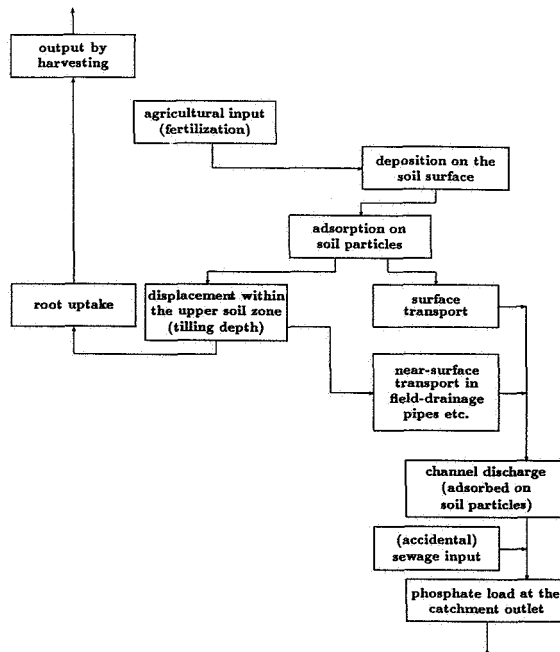 output by
harvesting
agricultural input
(fertilization)
deposition on the
soil surface
adsorption on
soil particles
root uptake
displacement within
the upper soil zone
(tilling depth)
surface
transport
near-surface
transport in
field-drainage
pipes etc.
channel discharge
(adsorbed on
soil particles)
(accidental)
sewage input
phosphate load at the
catchment outlet